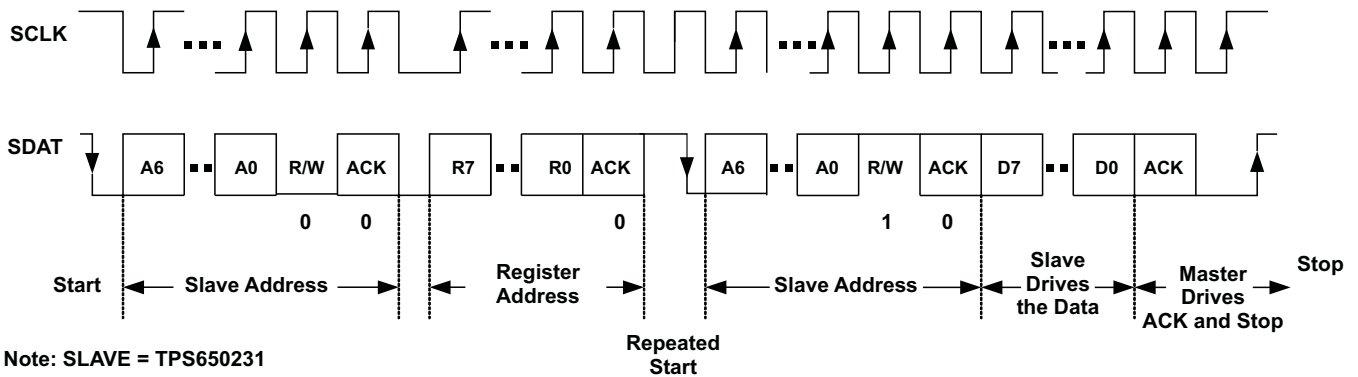 SCLK
SDAT
A6 A0 R/W ACK R7 R0 ACK A6 A0 R/W ACK D7 D0 ACK
0 0 0 1 0
Start Slave Address Register Address Slave Address Slave Drives the Data Master Drives ACK and Stop Stop
Repeated Start
Note: SLAVE = TPS650231